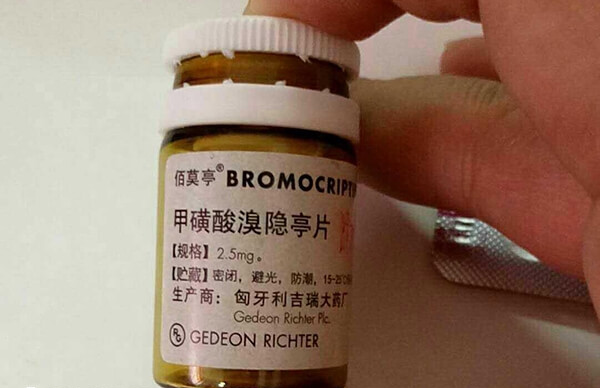 佰莫亭® BROMOCRIPTI
甲磺酸溴隐亭片
【规格】2.5mg。
【贮藏】密闭，避光，防潮，15-25℃
生产商：匈牙利吉瑞大药厂
Gedeon Richter Plc.
RG GEDEON RICHTER